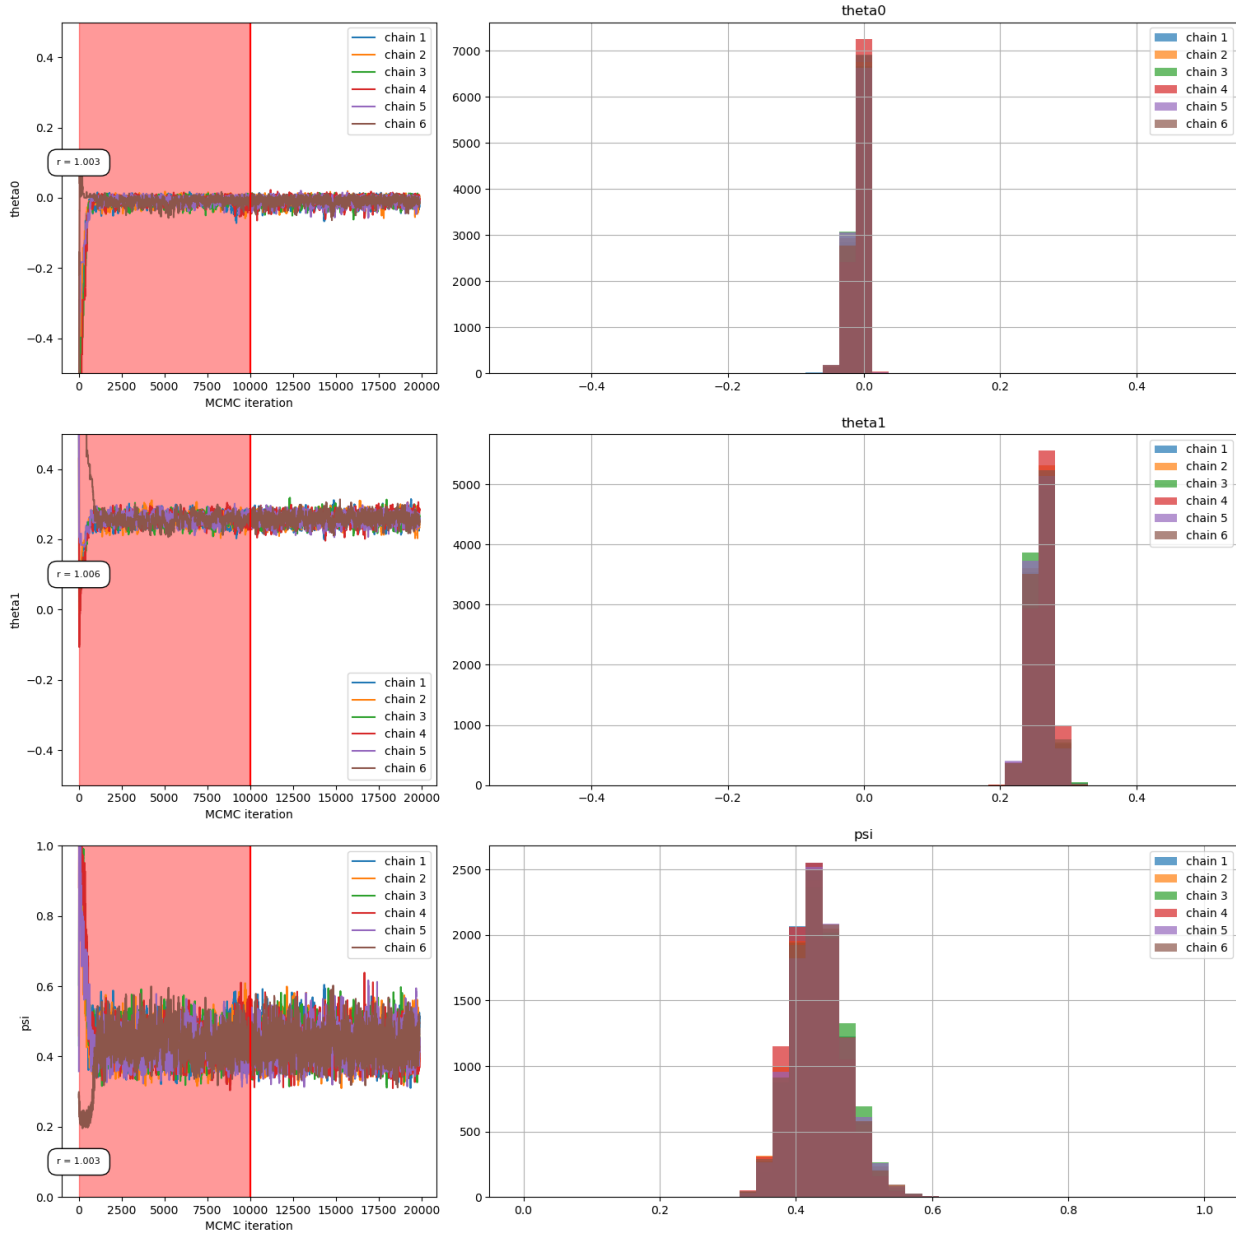 theta0
chain 1
chain 2
chain 3
chain 4
chain 5
chain 6
r = 1.003
theta0
0.4
0.2
0.0
−0.2
−0.4
0 2500 5000 7500 10000 12500 15000 17500 20000
MCMC iteration
chain 1
chain 2
chain 3
chain 4
chain 5
chain 6
7000
6000
5000
4000
3000
2000
1000
0
−0.4 −0.2 0.0 0.2 0.4
theta1
chain 1
chain 2
chain 3
chain 4
chain 5
chain 6
r = 1.006
theta1
0.4
0.2
0.0
−0.2
−0.4
0 2500 5000 7500 10000 12500 15000 17500 20000
MCMC iteration
chain 1
chain 2
chain 3
chain 4
chain 5
chain 6
5000
4000
3000
2000
1000
0
−0.4 −0.2 0.0 0.2 0.4
psi
chain 1
chain 2
chain 3
chain 4
chain 5
chain 6
r = 1.003
psi
1.0
0.8
0.6
0.4
0.2
0.0
0 2500 5000 7500 10000 12500 15000 17500 20000
MCMC iteration
chain 1
chain 2
chain 3
chain 4
chain 5
chain 6
2500
2000
1500
1000
500
0
0.0 0.2 0.4 0.6 0.8 1.0